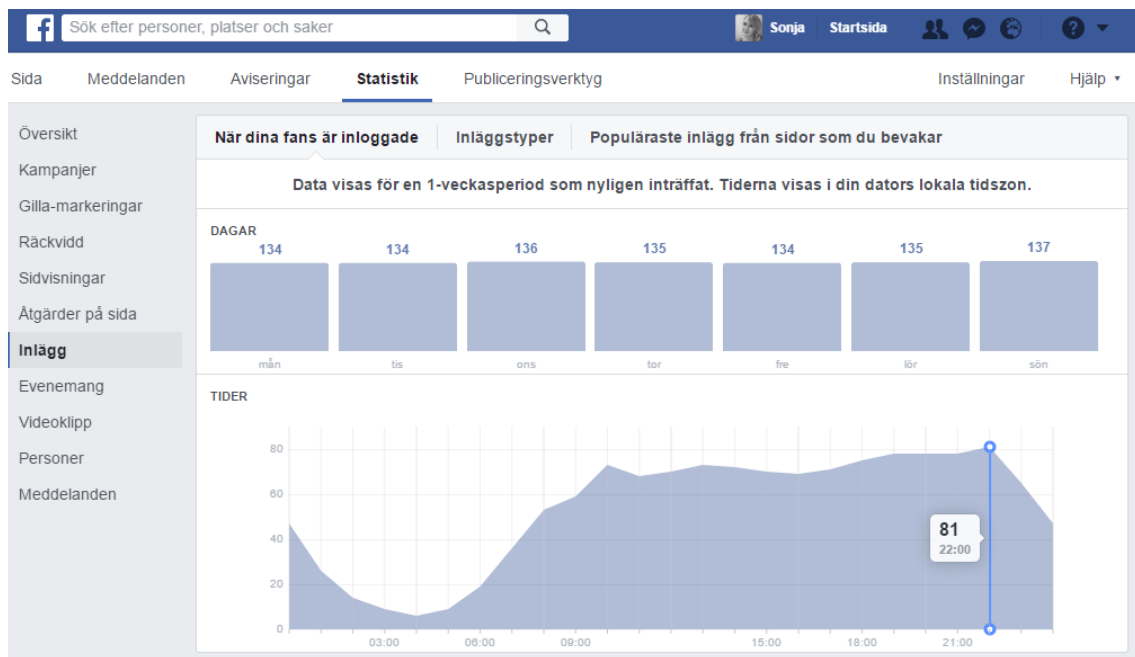 f Sök efter personer, platser och saker Sonja Startsida
Sida Meddelanden Aviseringar Statistik Publiceringsverktyg Inställningar Hjälp
Översikt
Kampanjer
Gilla-markeringar
Räckvidd
Sidvisningar
Åtgärder på sida
Inlägg
Evenemang
Videoklipp
Personer
Meddelanden
När dina fans är inloggade Inläggstyper Populäraste inlägg från sidor som du bevakar
Data visas för en 1-veckasperiod som nyligen inträffat. Tiderna visas i din dators lokala tidszon.
DAGAR
134 134 136 135 134 135 137
mån tis ons tor fre lör sön
TIDER
80
60
40
20
0
81
22:00
03:00 06:00 09:00 15:00 18:00 21:00